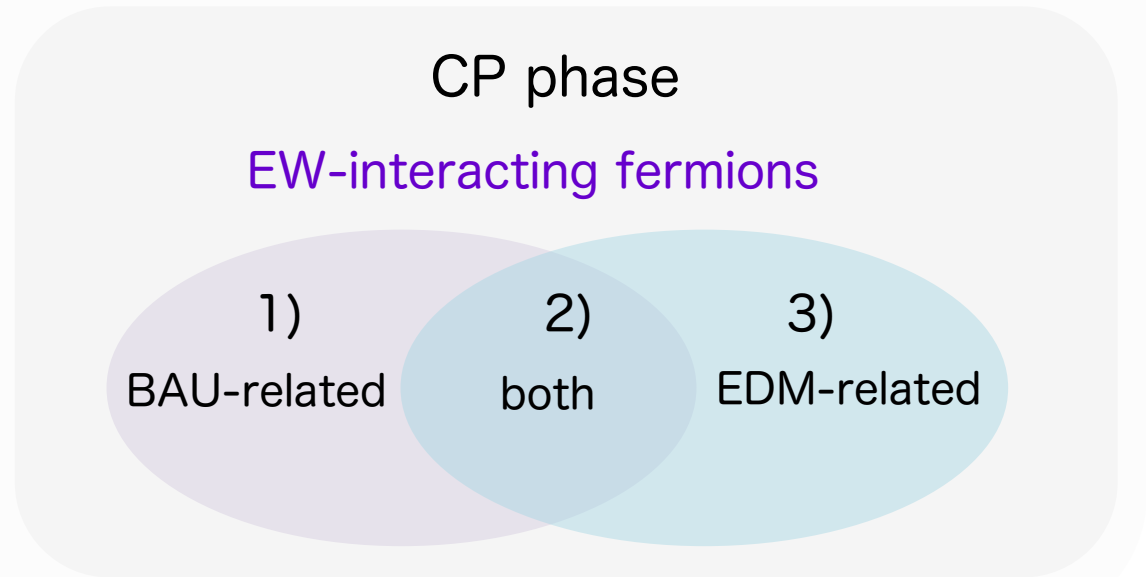 CP phase
EW-interacting fermions
1) 2) 3)
BAU-related both EDM-related